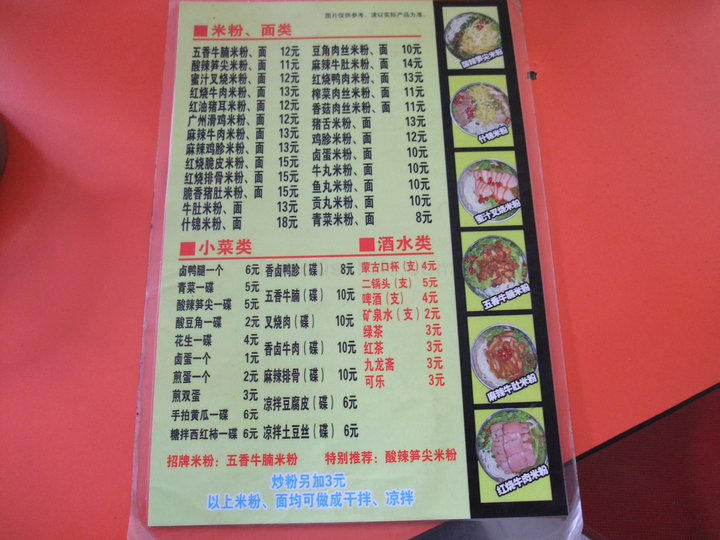 图片仅供参考，请以实际产品为准。
米粉、面类
五香牛腩米粉、面 12元 豆角肉丝米粉、面 10元
酸辣笋尖米粉、面 12元 麻辣牛肚米粉、面 14元
蜜汁叉烧米粉、面 12元 红烧鸭肉米粉、面 13元
红烧牛肉米粉、面 13元 榨菜肉丝米粉、面 11元
红油猪耳米粉、面 12元 香菇肉丝米粉、面 11元
广州滑鸡米粉、面 12元 猪舌米粉、面 13元
麻辣牛肉米粉、面 13元 鸡胗米粉、面 12元
麻辣鸡胗米粉、面 13元 卤蛋米粉、面 10元
红烧脆皮米粉、面 15元 牛丸米粉、面 10元
红烧排骨米粉、面 15元 鱼丸米粉、面 10元
脆香猪肚米粉、面 15元 贡丸米粉、面 10元
牛肚米粉、面 13元 青菜米粉、面 8元
什锦米粉、面 18元
小菜类
卤鸭腿一个 6元 香卤鸭胗（碟） 8元
青菜一碟 5元
酸辣笋尖一碟 5元 五香牛腩（碟） 10元
酸豆角一碟 2元 叉烧肉（碟） 10元
花生一碟 4元
卤蛋一个 1元 香卤牛肉（碟） 10元
煎蛋一个 2元 麻辣排骨（碟） 10元
煎双蛋 3元
手拍黄瓜一碟 6元 凉拌豆腐皮（碟） 6元
糖拌西红柿一碟 6元 凉拌土豆丝（碟） 6元
酒水类
蒙古口杯（支） 4元
二锅头（支） 5元
啤酒（支） 4元
矿泉水（支） 2元
绿茶 3元
红茶 3元
九龙斋 3元
可乐 3元
招牌米粉：五香牛腩米粉 特别推荐：酸辣笋尖米粉
炒粉另加3元
以上米粉、面均可做成干拌、凉拌
酸辣笋尖米粉
什锦米粉
蜜汁叉烧米粉
五香牛腩米粉
麻辣牛肚米粉
红烧牛肉米粉